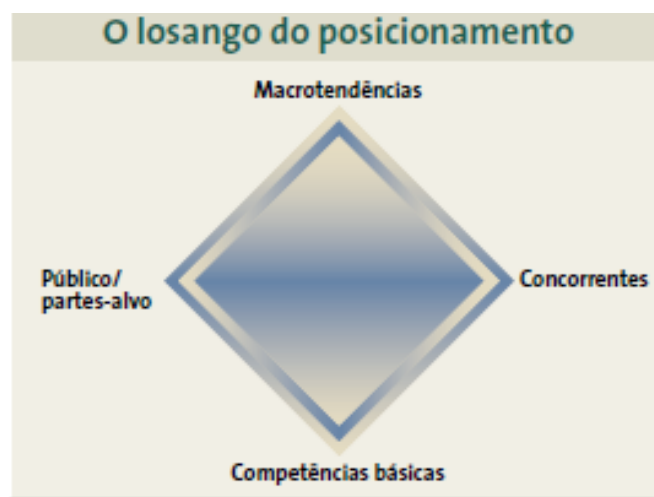 O losango do posicionamento
Macrotendências
Público/
partes-alvo
Concorrentes
Competências básicas